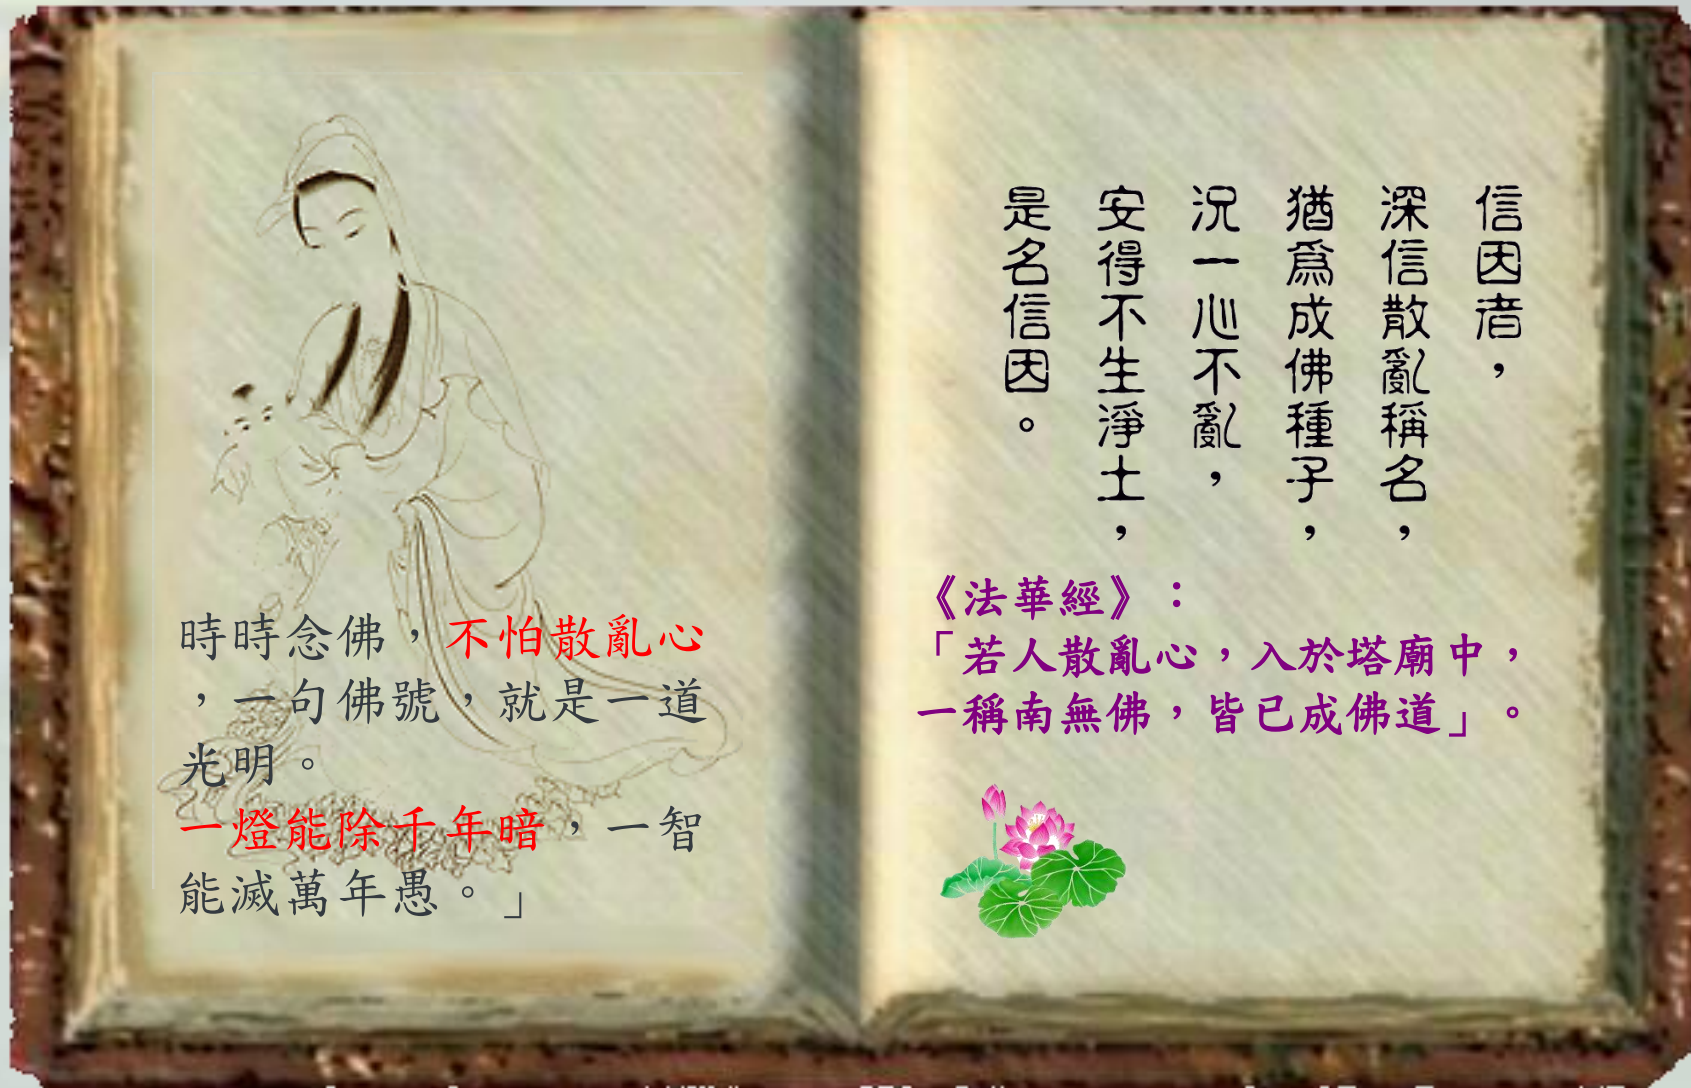 信因者，
深信散亂稱名，
猶爲成佛種子，
況一心不亂，
安得不生淨土，
是名信因。
《法華經》：
「若人散亂心，入於塔廟中，
一稱南無佛，皆已成佛道」。
時時念佛，不怕散亂心
，一句佛號，就是一道
光明。
一燈能除千年暗，一智
能滅萬年愚。」